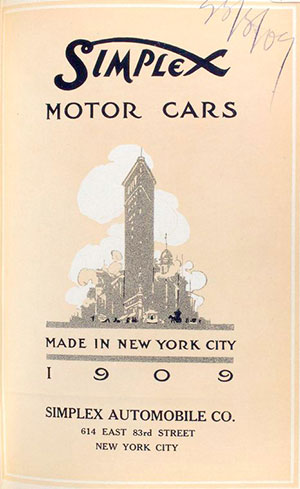 SIMPLEX
MOTOR CARS
MADE IN NEW YORK CITY
1909
SIMPLEX AUTOMOBILE CO.
614 EAST 83rd STREET
NEW YORK CITY